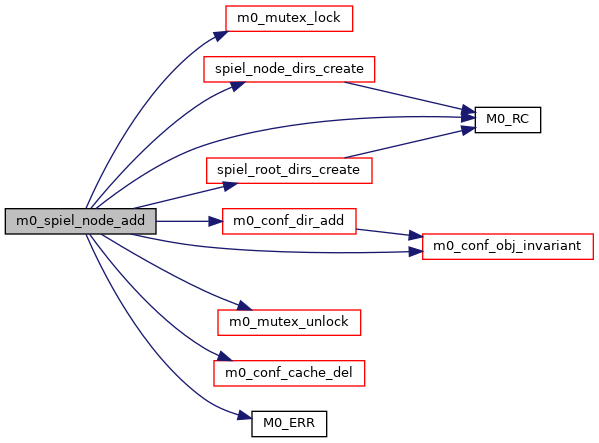 m0_mutex_lock
spiel_node_dirs_create
M0_RC
spiel_root_dirs_create
m0_spiel_node_add
m0_conf_dir_add
m0_conf_obj_invariant
m0_mutex_unlock
m0_conf_cache_del
M0_ERR